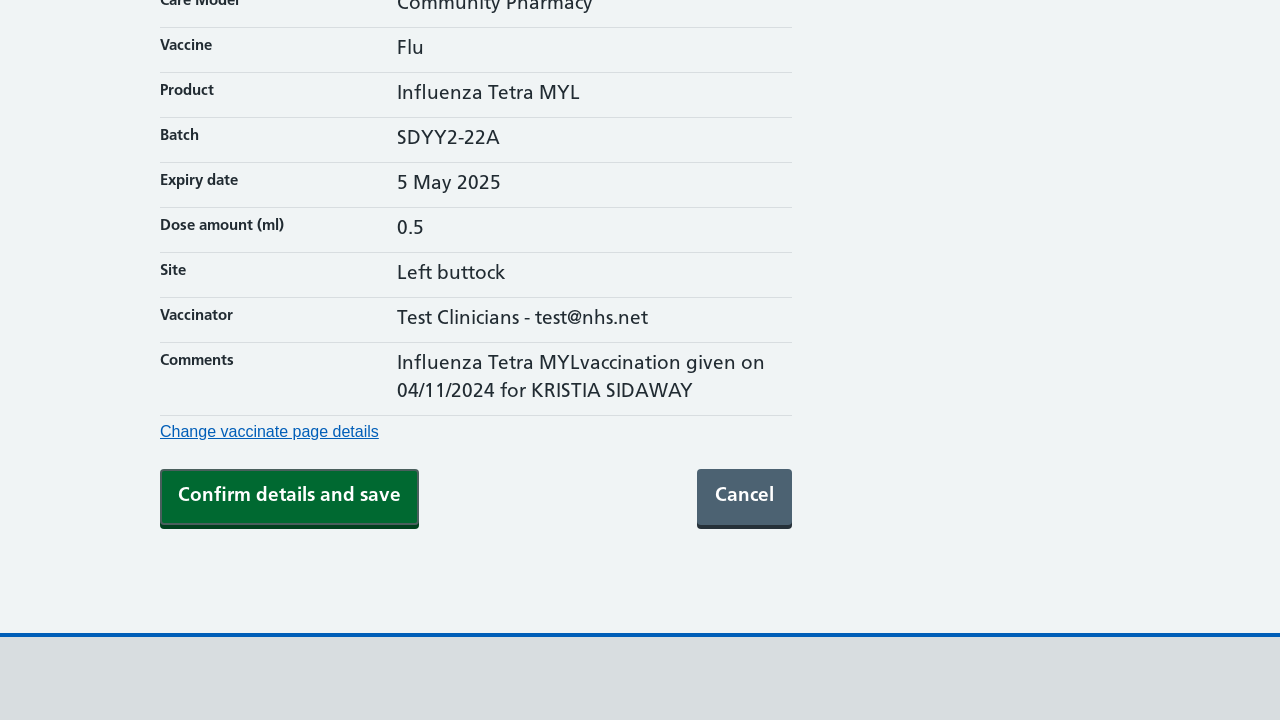 Care Model
Community Pharmacy
Vaccine
Flu
Product
Influenza Tetra MYL
Batch
SDYY2-22A
Expiry date
5 May 2025
Dose amount (ml)
0.5
Site
Left buttock
Vaccinator
Test Clinicians - test@nhs.net
Comments
Influenza Tetra MYLvaccination given on
04/11/2024 for KRISTIA SIDAWAY
Change vaccinate page details
Confirm details and save
Cancel